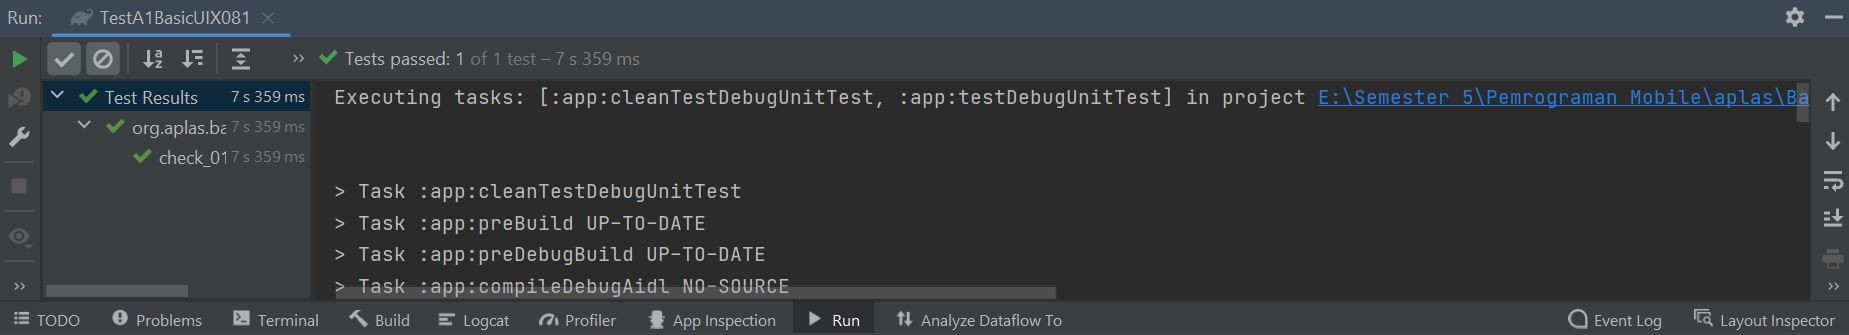 Run: TestA1BasicUIX081
Tests passed: 1 of 1 test – 7 s 359 ms
Test Results 7 s 359 ms
org.aplas.ba 7 s 359 ms
check_01 7 s 359 ms
Executing tasks: [:app:cleanTestDebugUnitTest, :app:testDebugUnitTest] in project E:\Semester 5\Pemrograman Mobile\aplas\Ba
> Task :app:cleanTestDebugUnitTest
> Task :app:preBuild UP-TO-DATE
> Task :app:preDebugBuild UP-TO-DATE
> Task :app:compileDebugAidl NO-SOURCE
TODO Problems Terminal Build Logcat Profiler App Inspection Run Analyze Dataflow To Event Log Layout Inspector